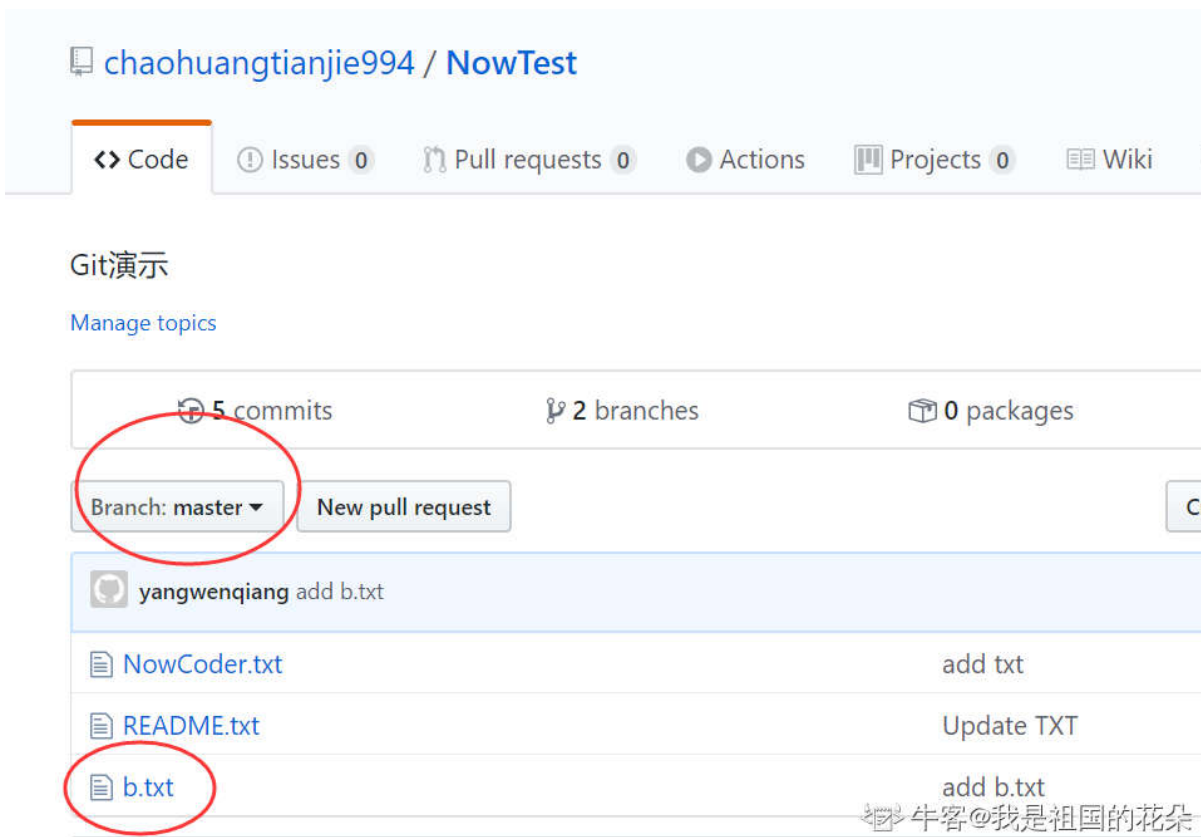 chaohuangtianjie994 / NowTest
Code Issues 0 Pull requests 0 Actions Projects 0 Wiki
Git演示
Manage topics
5 commits 2 branches 0 packages
Branch: master New pull request C
yangwenqiang add b.txt
NowCoder.txt add txt
README.txt Update TXT
b.txt add b.txt
牛客@我是祖国的花朵